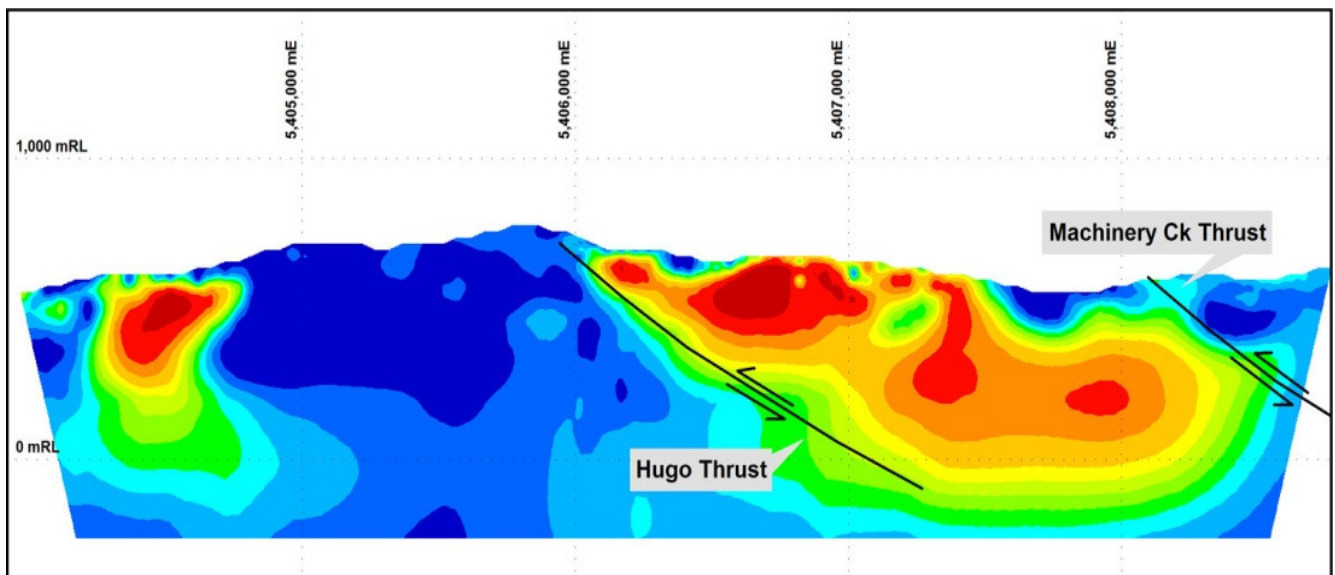 5,405,000 mE
5,406,000 mE
5,407,000 mE
5,408,000 mE
1,000 mRL
Machinery Ck Thrust
0 mRL
Hugo Thrust